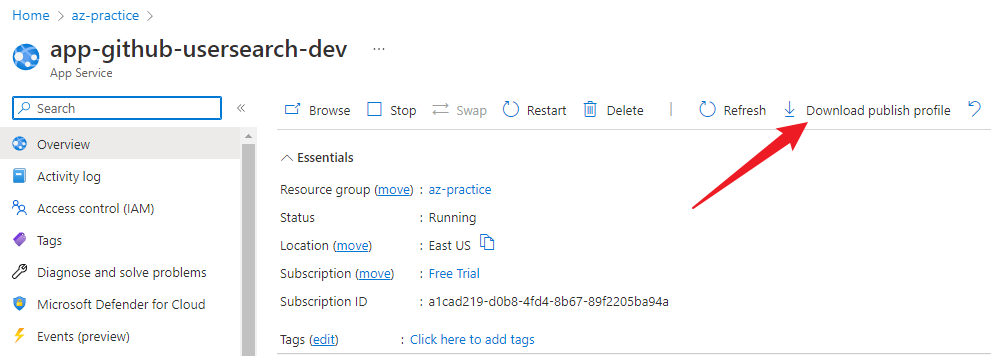 Home > az-practice >
app-github-usersearch-dev ...
App Service
Search
Browse Stop Swap Restart Delete | Refresh Download publish profile
Overview
Activity log
Access control (IAM)
Tags
Diagnose and solve problems
Microsoft Defender for Cloud
Events (preview)
Essentials
Resource group (move) : az-practice
Status : Running
Location (move) : East US
Subscription (move) : Free Trial
Subscription ID : a1cad219-d0b8-4fd4-8b67-89f2205ba94a
Tags (edit) : Click here to add tags